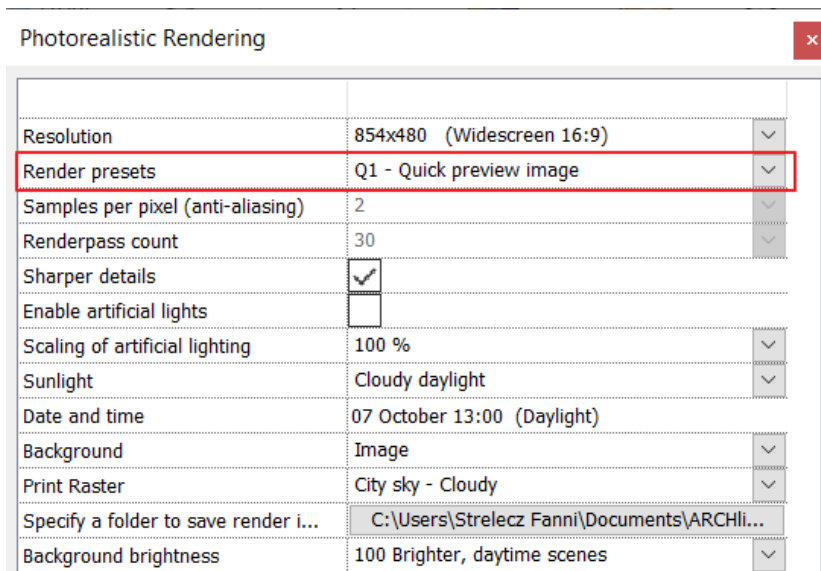 Photorealistic Rendering
x
Resolution 854x480 (Widescreen 16:9)
Render presets Q1 - Quick preview image
Samples per pixel (anti-aliasing) 2
Renderpass count 30
Sharper details
Enable artificial lights
Scaling of artificial lighting 100 %
Sunlight Cloudy daylight
Date and time 07 October 13:00 (Daylight)
Background Image
Print Raster City sky - Cloudy
Specify a folder to save render i... C:\Users\Strelecz Fanni\Documents\ARCHli...
Background brightness 100 Brighter, daytime scenes